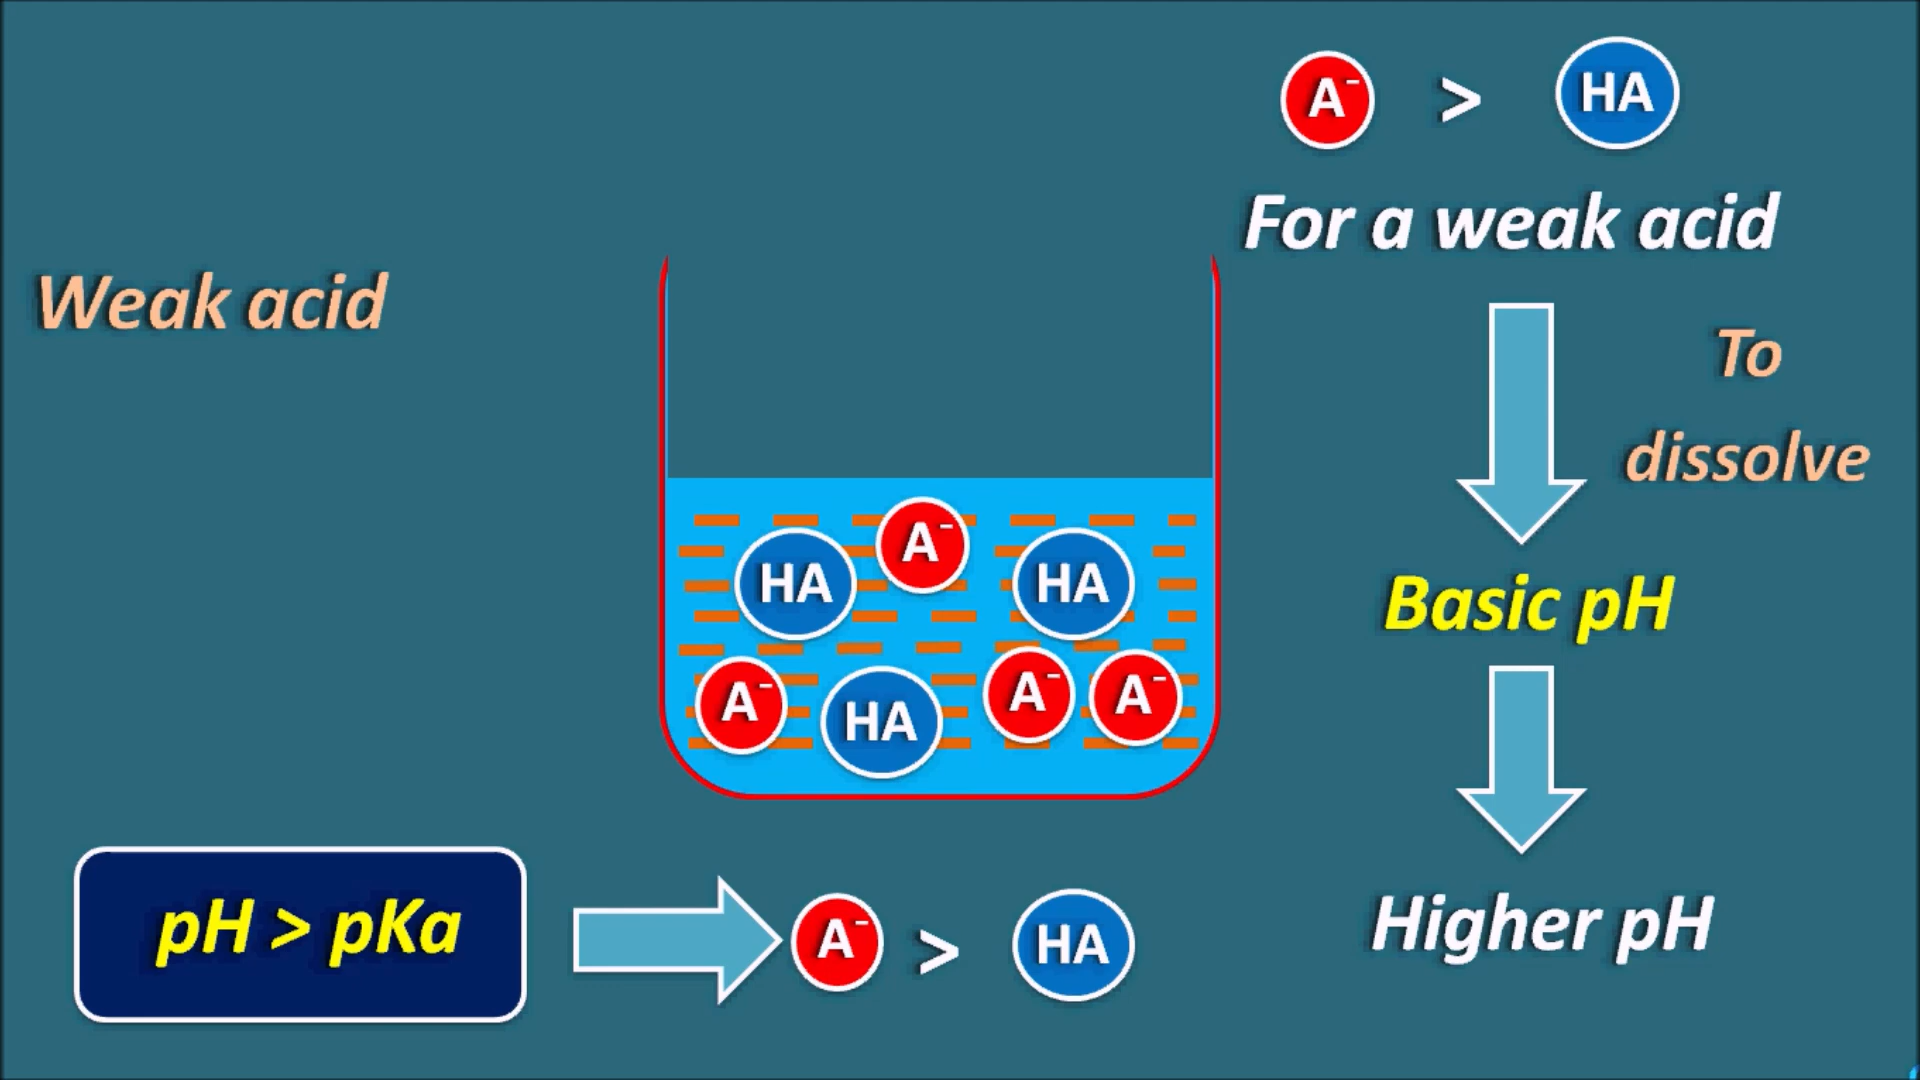 A⁻ > HA
For a weak acid
Weak acid
To
dissolve
A⁻
HA
HA
Basic pH
A⁻
HA
A⁻
A⁻
pH > pKa
A⁻ > HA
Higher pH